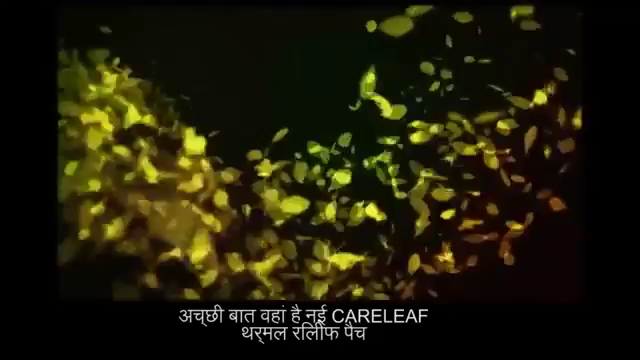 अच्छी बात वहां है नई CARELEAF
थर्मल रिलीफ पैच